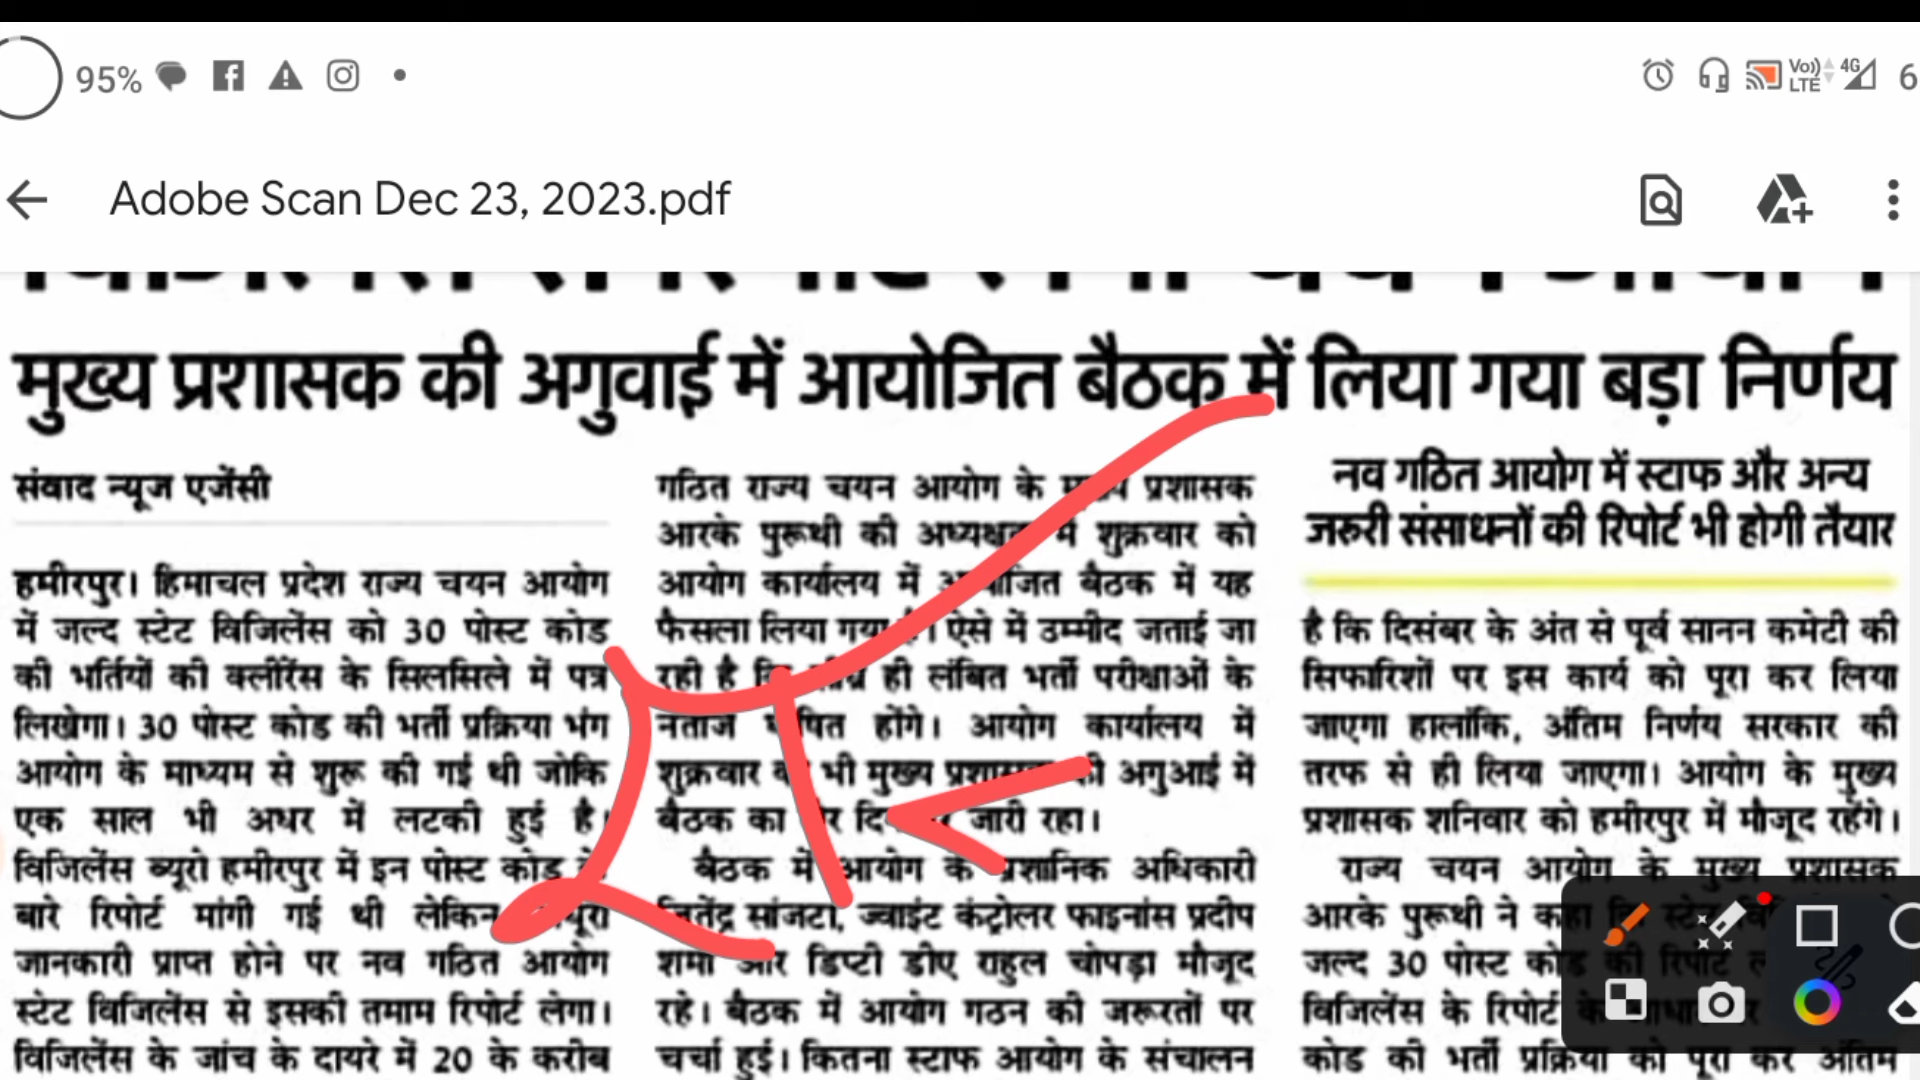 95%
Vo)) LTE 4G 6
Adobe Scan Dec 23, 2023.pdf
मुख्य प्रशासक की अगुवाई में आयोजित बैठक में लिया गया बड़ा निर्णय
संवाद न्यूज एजेंसी
हमीरपुर। हिमाचल प्रदेश राज्य चयन आयोग
में जल्द स्टेट विजिलेंस को 30 पोस्ट कोड
की भर्तियों की क्लीरेंस के सिलसिले में पत्र
लिखेगा। 30 पोस्ट कोड की भर्ती प्रक्रिया भंग
आयोग के माध्यम से शुरू की गई थी जोकि
एक साल भी अधर में लटकी हुई है।
विजिलेंस ब्यूरो हमीरपुर में इन पोस्ट कोड
बारे रिपोर्ट मांगी गई थी लेकिन
जानकारी प्राप्त होने पर नव गठित आयोग
स्टेट विजिलेंस से इसकी तमाम रिपोर्ट लेगा।
विजिलेंस के जांच के दायरे में 20 के करीब
गठित राज्य चयन आयोग के मुख्य प्रशासक
आरके पुरूथी की अध्यक्षता में शुक्रवार को
आयोग कार्यालय में आयोजित बैठक में यह
फैसला लिया गया है। ऐसे में उम्मीद जताई जा
रही है ही लंबित भर्ती परीक्षाओं के
नतीजे होंगे। आयोग कार्यालय में
शुक्रवार भी मुख्य प्रशासक की अगुआई में
बैठक का जारी रहा।
बैठक में आयोग के प्रशानिक अधिकारी
जितेंद्र सांजटा, ज्वाइंट कंट्रोलर फाइनांस प्रदीप
शर्मा और डिप्टी डीए राहुल चोपड़ा मौजूद
रहे। बैठक में आयोग गठन की जरूरतों पर
चर्चा हुई। कितना स्टाफ आयोग के संचालन
नव गठित आयोग में स्टाफ और अन्य
जरुरी संसाधनों की रिपोर्ट भी होगी तैयार
है कि दिसंबर के अंत से पूर्व सानन कमेटी की
सिफारिशों पर इस कार्य को पूरा कर लिया
जाएगा हालांकि, अंतिम निर्णय सरकार की
तरफ से ही लिया जाएगा। आयोग के मुख्य
प्रशासक शनिवार को हमीरपुर में मौजूद रहेंगे।
राज्य चयन आयोग के मुख्य प्रशासक
आरके पुरूथी ने कहा
जल्द 30 पोस्ट कोड की रिपोर्ट
विजिलेंस के रिपोर्ट के
कोड की भर्ती प्रक्रिया को पूरा कर अंतिम